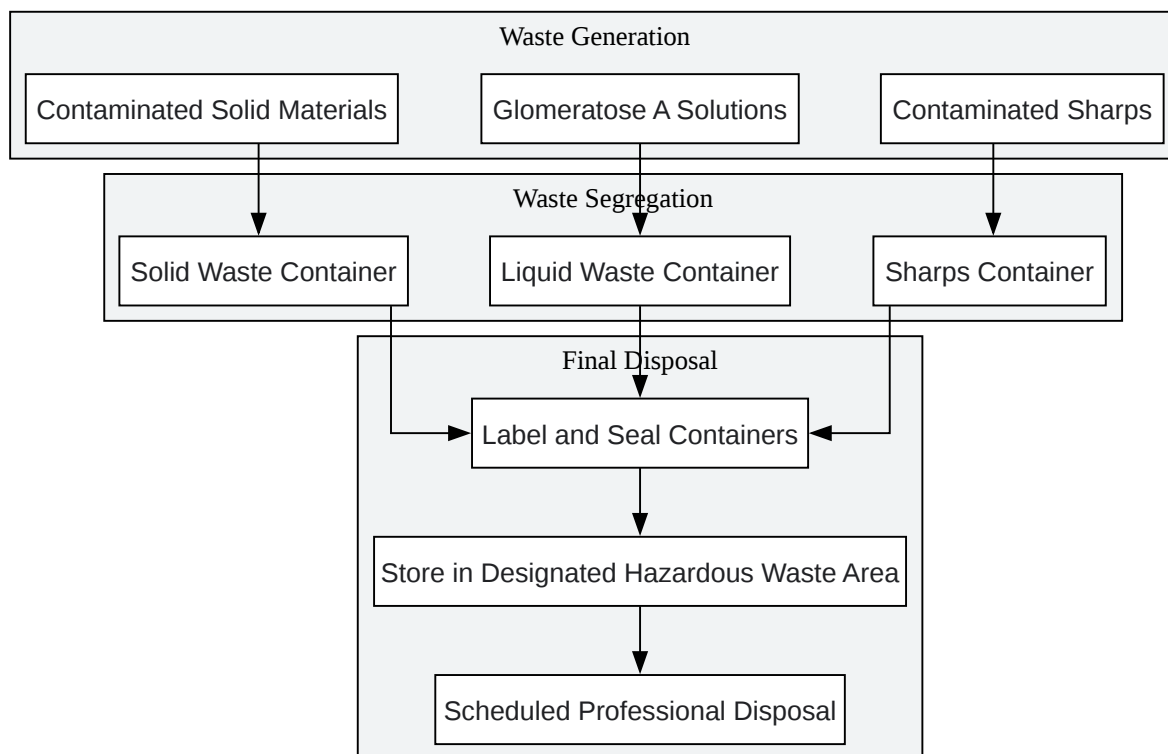 Waste Generation
Contaminated Solid Materials
Glomeratose A Solutions
Contaminated Sharps
Waste Segregation
Solid Waste Container
Liquid Waste Container
Sharps Container
Final Disposal
Label and Seal Containers
Store in Designated Hazardous Waste Area
Scheduled Professional Disposal